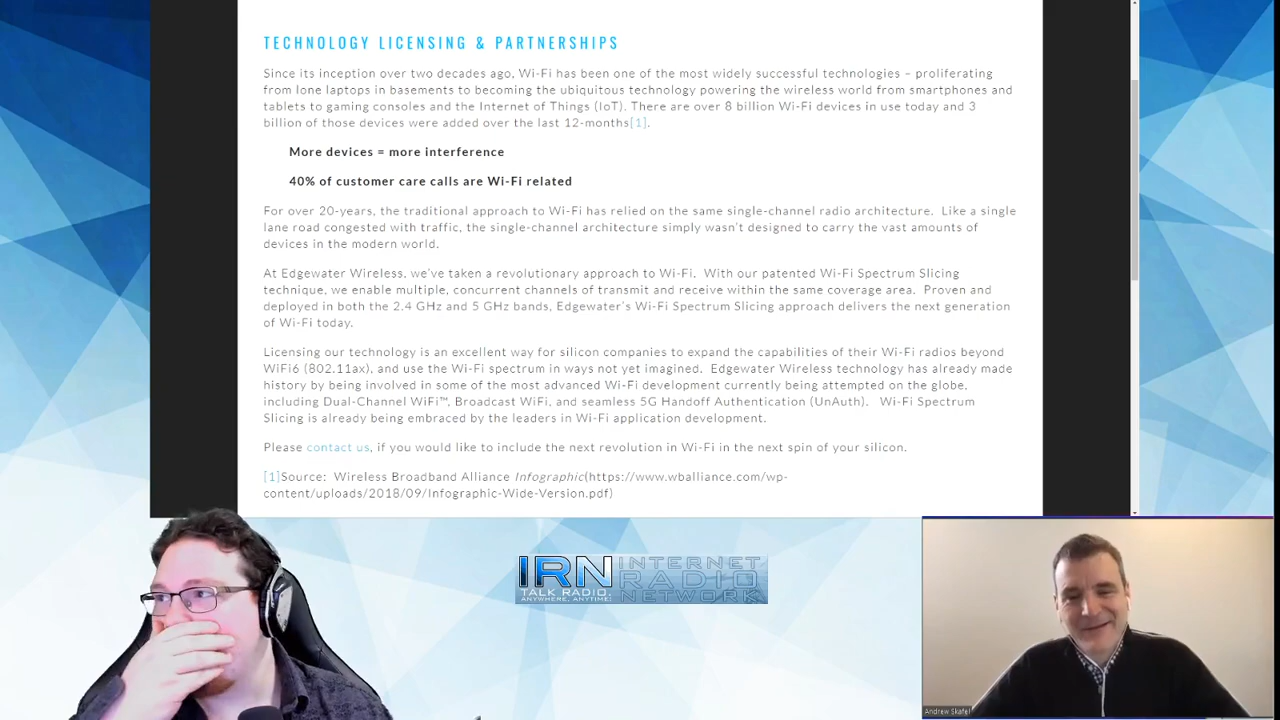 TECHNOLOGY LICENSING & PARTNERSHIPS
Since its inception over two decades ago, Wi-Fi has been one of the most widely successful technologies – proliferating
from lone laptops in basements to becoming the ubiquitous technology powering the wireless world from smartphones and
tablets to gaming consoles and the Internet of Things (IoT). There are over 8 billion Wi-Fi devices in use today and 3
billion of those devices were added over the last 12-months[1].
More devices = more interference
40% of customer care calls are Wi-Fi related
For over 20-years, the traditional approach to Wi-Fi has relied on the same single-channel radio architecture. Like a single
lane road congested with traffic, the single-channel architecture simply wasn't designed to carry the vast amounts of
devices in the modern world.
At Edgewater Wireless, we've taken a revolutionary approach to Wi-Fi. With our patented Wi-Fi Spectrum Slicing
technique, we enable multiple, concurrent channels of transmit and receive within the same coverage area. Proven and
deployed in both the 2.4 GHz and 5 GHz bands, Edgewater's Wi-Fi Spectrum Slicing approach delivers the next generation
of Wi-Fi today.
Licensing our technology is an excellent way for silicon companies to expand the capabilities of their Wi-Fi radios beyond
WiFi6 (802.11ax), and use the Wi-Fi spectrum in ways not yet imagined. Edgewater Wireless technology has already made
history by being involved in some of the most advanced Wi-Fi development currently being attempted on the globe,
including Dual-Channel WiFi™, Broadcast WiFi, and seamless 5G Handoff Authentication (UnAuth). Wi-Fi Spectrum
Slicing is already being embraced by the leaders in Wi-Fi application development.
Please contact us, if you would like to include the next revolution in Wi-Fi in the next spin of your silicon.
[1]Source: Wireless Broadband Alliance Infographic(https://www.wballiance.com/wp-
content/uploads/2018/09/Infographic-Wide-Version.pdf)
IRN INTERNET
RADIO
NETWORK
TALK RADIO.
ANYWHERE. ANYTIME.
Andrew Skafel